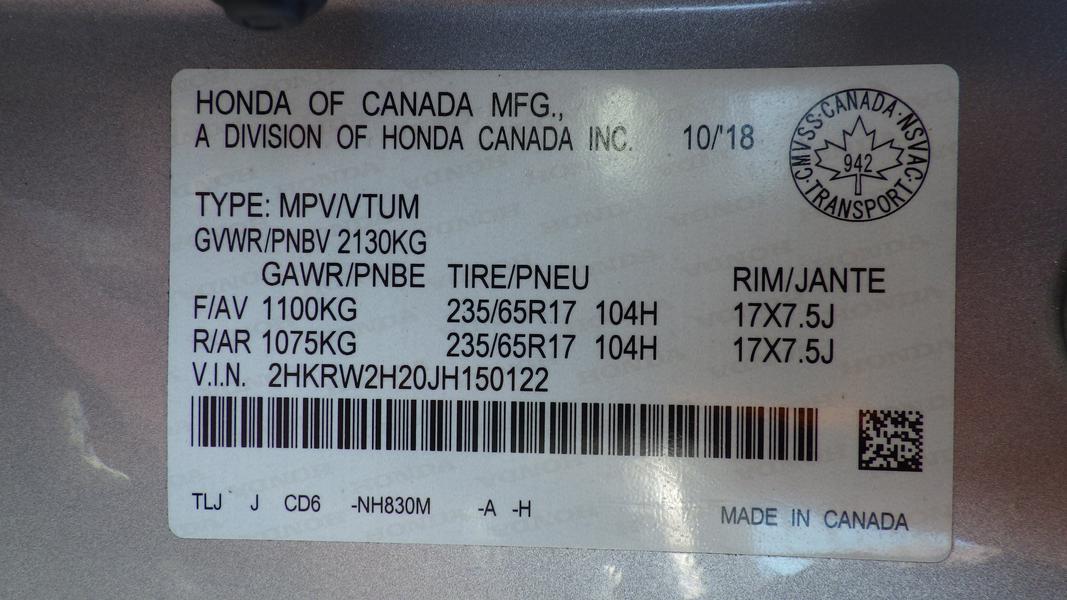 HONDA OF CANADA MFG.,
A DIVISION OF HONDA CANADA INC. 10/'18
CMVSS·CANADA·NSVAC·TRANSPORT·
942
TYPE: MPV/VTUM
GVWR/PNBV 2130KG
GAWR/PNBE TIRE/PNEU RIM/JANTE
F/AV 1100KG 235/65R17 104H 17X7.5J
R/AR 1075KG 235/65R17 104H 17X7.5J
V.I.N. 2HKRW2H20JH150122
TLJ J CD6 -NH830M -A -H
MADE IN CANADA